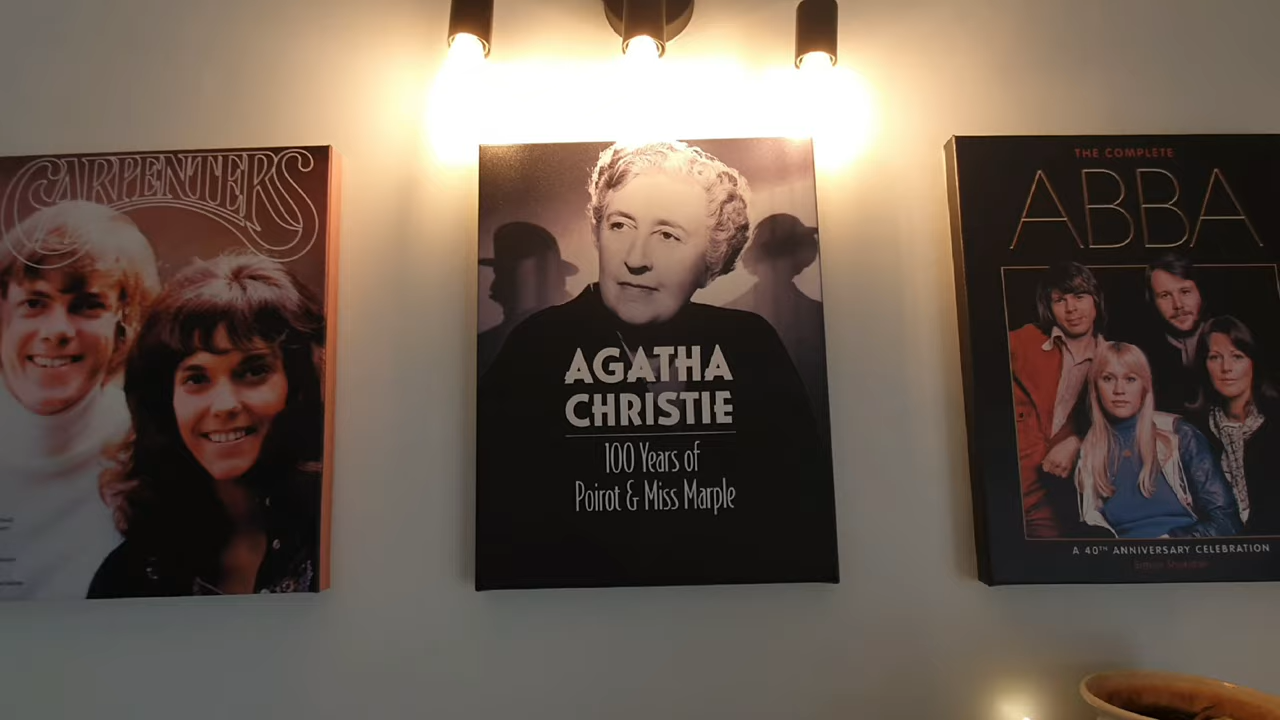 CARPENTERS
AGATHA
CHRISTIE
100 Years of
Poirot & Miss Marple
THE COMPLETE
ABBA
A 40TH ANNIVERSARY CELEBRATION